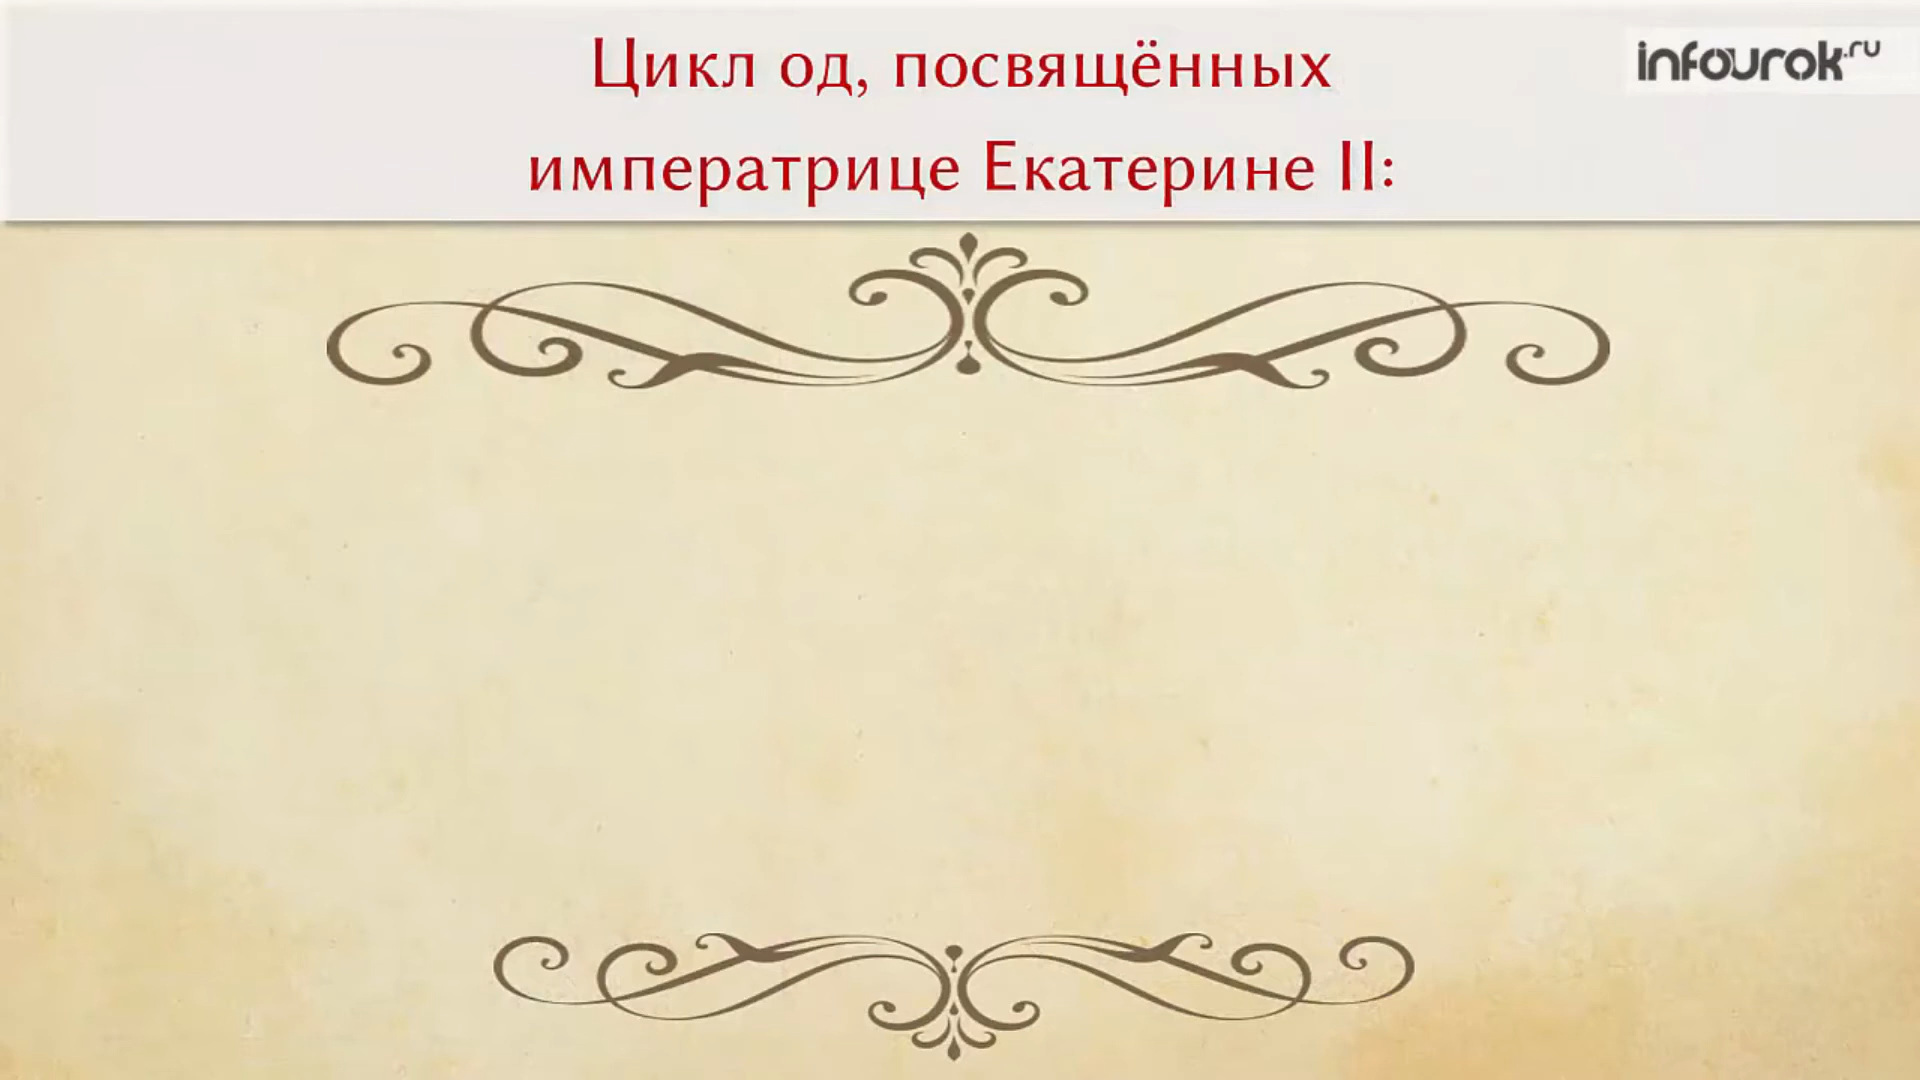 Цикл од, посвящённых
императрице Екатерине II:
infourok.ru